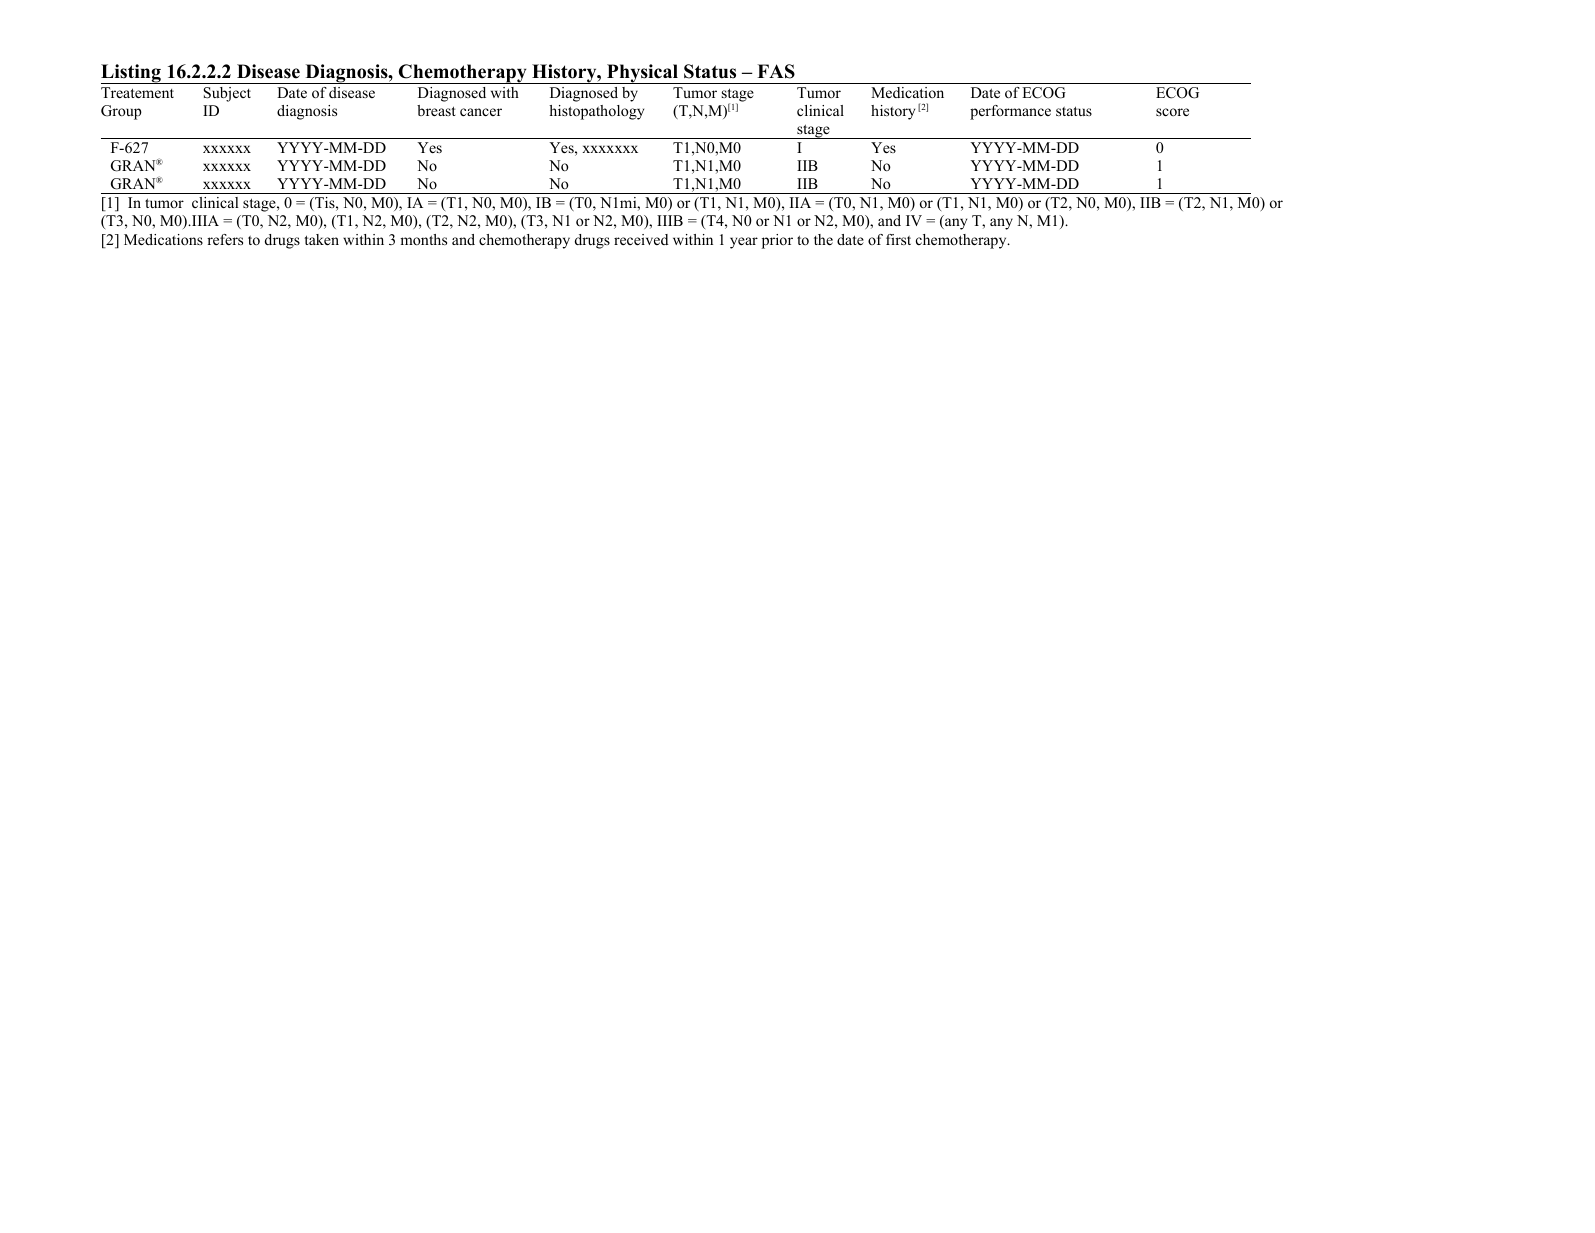 Listing 16.2.2.2 Disease Diagnosis, Chemotherapy History, Physical Status – FAS
Treatement Group Subject ID Date of disease diagnosis Diagnosed with breast cancer Diagnosed by histopathology Tumor stage (T,N,M)[1] Tumor clinical stage Medication history [2] Date of ECOG performance status ECOG score
F-627 xxxxxx YYYY-MM-DD Yes Yes, xxxxxxx T1,N0,M0 I Yes YYYY-MM-DD 0
GRAN® xxxxxx YYYY-MM-DD No No T1,N1,M0 IIB No YYYY-MM-DD 1
GRAN® xxxxxx YYYY-MM-DD No No T1,N1,M0 IIB No YYYY-MM-DD 1
[1] In tumor clinical stage, 0 = (Tis, N0, M0), IA = (T1, N0, M0), IB = (T0, N1mi, M0) or (T1, N1, M0), IIA = (T0, N1, M0) or (T1, N1, M0) or (T2, N0, M0), IIB = (T2, N1, M0) or
(T3, N0, M0).IIIA = (T0, N2, M0), (T1, N2, M0), (T2, N2, M0), (T3, N1 or N2, M0), IIIB = (T4, N0 or N1 or N2, M0), and IV = (any T, any N, M1).
[2] Medications refers to drugs taken within 3 months and chemotherapy drugs received within 1 year prior to the date of first chemotherapy.